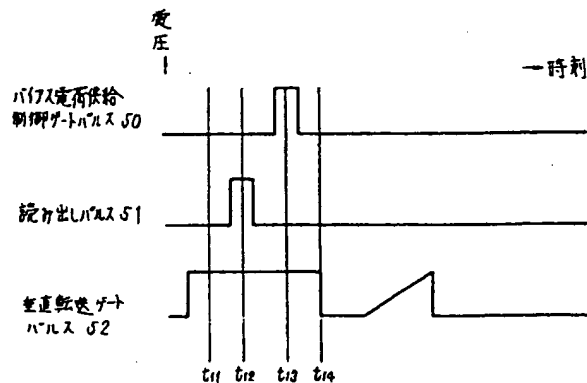 電
圧
→時刻
バイアス電荷供給
制御ゲートパルス 50
読み出しパルス 51
垂直転送ゲート
パルス 52
t11 t12 t13 t14